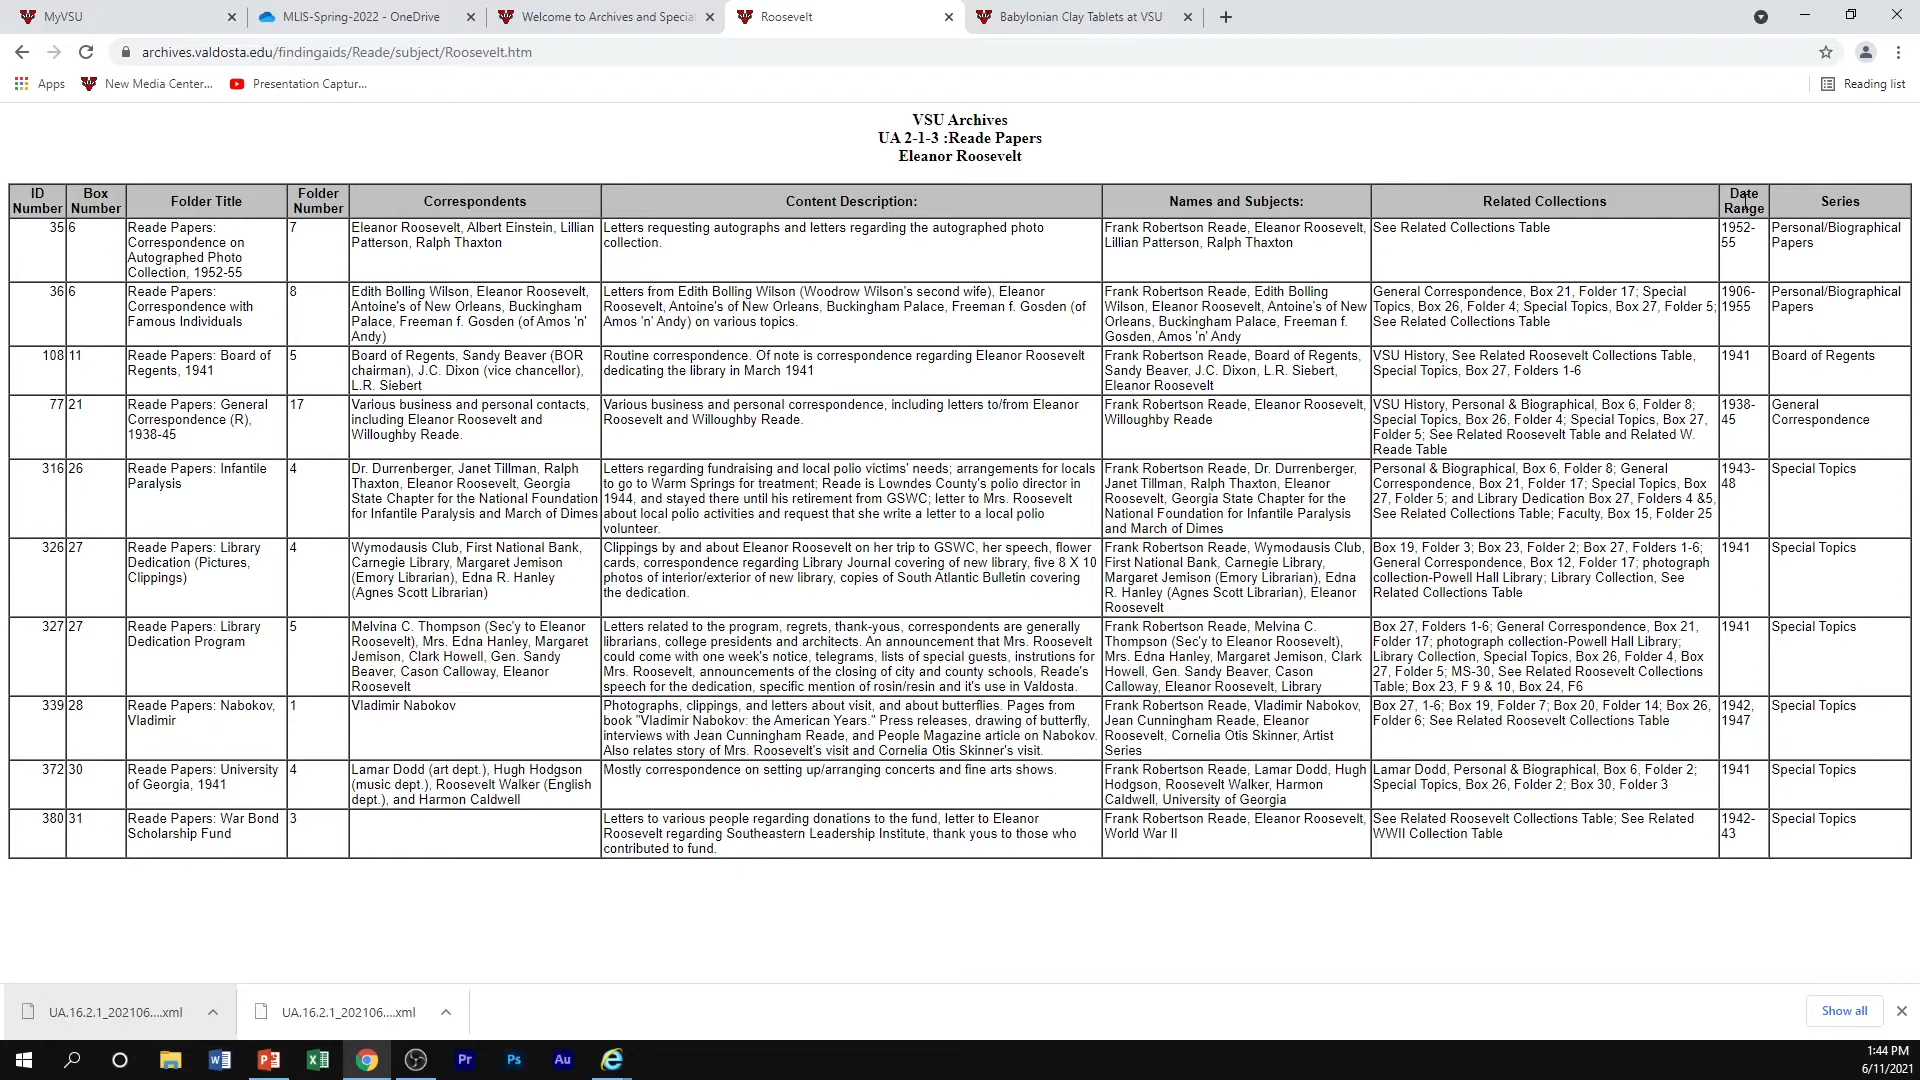 MyVSU
MLIS-Spring-2022 - OneDrive
Welcome to Archives and Specia
Roosevelt
Babylonian Clay Tablets at VSU
archives.valdosta.edu/findingaids/Reade/subject/Roosevelt.htm
Apps
New Media Center...
Presentation Captur...
Reading list
VSU Archives
UA 2-1-3 :Reade Papers
Eleanor Roosevelt
ID Number
Box Number
Folder Title
Folder Number
Correspondents
Content Description:
Names and Subjects:
Related Collections
Date Range
Series
35
6
Reade Papers:
Correspondence on
Autographed Photo
Collection, 1952-55
7
Eleanor Roosevelt, Albert Einstein, Lillian
Patterson, Ralph Thaxton
Letters requesting autographs and letters regarding the autographed photo
collection.
Frank Robertson Reade, Eleanor Roosevelt,
Lillian Patterson, Ralph Thaxton
See Related Collections Table
1952-
55
Personal/Biographical
Papers
36
6
Reade Papers:
Correspondence with
Famous Individuals
8
Edith Bolling Wilson, Eleanor Roosevelt,
Antoine's of New Orleans, Buckingham
Palace, Freeman f. Gosden (of Amos 'n'
Andy)
Letters from Edith Bolling Wilson (Woodrow Wilson's second wife), Eleanor
Roosevelt, Antoine's of New Orleans, Buckingham Palace, Freeman f. Gosden (of
Amos 'n' Andy) on various topics.
Frank Robertson Reade, Edith Bolling
Wilson, Eleanor Roosevelt, Antoine's of New
Orleans, Buckingham Palace, Freeman f.
Gosden, Amos 'n' Andy
General Correspondence, Box 21, Folder 17; Special
Topics, Box 26, Folder 4; Special Topics, Box 27, Folder 5;
See Related Collections Table
1906-
1955
Personal/Biographical
Papers
108
11
Reade Papers: Board of
Regents, 1941
5
Board of Regents, Sandy Beaver (BOR
chairman), J.C. Dixon (vice chancellor),
L.R. Siebert
Routine correspondence. Of note is correspondence regarding Eleanor Roosevelt
dedicating the library in March 1941
Frank Robertson Reade, Board of Regents,
Sandy Beaver, J.C. Dixon, L.R. Siebert,
Eleanor Roosevelt
VSU History, See Related Roosevelt Collections Table,
Special Topics, Box 27, Folders 1-6
1941
Board of Regents
77
21
Reade Papers: General
Correspondence (R),
1938-45
17
Various business and personal contacts,
including Eleanor Roosevelt and
Willoughby Reade.
Various business and personal correspondence, including letters to/from Eleanor
Roosevelt and Willoughby Reade.
Frank Robertson Reade, Eleanor Roosevelt,
Willoughby Reade
VSU History, Personal & Biographical, Box 6, Folder 8;
Special Topics, Box 26, Folder 4; Special Topics, Box 27,
Folder 5; See Related Roosevelt Table and Related W.
Reade Table
1938-
45
General
Correspondence
316
26
Reade Papers: Infantile
Paralysis
4
Dr. Durrenberger, Janet Tillman, Ralph
Thaxton, Eleanor Roosevelt, Georgia
State Chapter for the National Foundation
for Infantile Paralysis and March of Dimes
Letters regarding fundraising and local polio victims' needs; arrangements for locals
to go to Warm Springs for treatment; Reade is Lowndes County's polio director in
1944, and stayed there until his retirement from GSWC; letter to Mrs. Roosevelt
about local polio activities and request that she write a letter to a local polio
volunteer.
Frank Robertson Reade, Dr. Durrenberger,
Janet Tillman, Ralph Thaxton, Eleanor
Roosevelt, Georgia State Chapter for the
National Foundation for Infantile Paralysis
and March of Dimes
Personal & Biographical, Box 6, Folder 8; General
Correspondence, Box 21, Folder 17; Special Topics, Box
27, Folder 5; and Library Dedication Box 27, Folders 4 &5,
See Related Collections Table; Faculty, Box 15, Folder 25
1943-
48
Special Topics
326
27
Reade Papers: Library
Dedication (Pictures,
Clippings)
4
Wymodausis Club, First National Bank,
Carnegie Library, Margaret Jemison
(Emory Librarian), Edna R. Hanley
(Agnes Scott Librarian)
Clippings by and about Eleanor Roosevelt on her trip to GSWC, her speech, flower
cards, correspondence regarding Library Journal covering of new library, five 8 X 10
photos of interior/exterior of new library, copies of South Atlantic Bulletin covering
the dedication.
Frank Robertson Reade, Wymodausis Club,
First National Bank, Carnegie Library,
Margaret Jemison (Emory Librarian), Edna
R. Hanley (Agnes Scott Librarian), Eleanor
Roosevelt
Box 19, Folder 3; Box 23, Folder 2; Box 27, Folders 1-6;
General Correspondence, Box 12, Folder 17; photograph
collection-Powell Hall Library; Library Collection, See
Related Collections Table
1941
Special Topics
327
27
Reade Papers: Library
Dedication Program
5
Melvina C. Thompson (Sec'y to Eleanor
Roosevelt), Mrs. Edna Hanley, Margaret
Jemison, Clark Howell, Gen. Sandy
Beaver, Cason Calloway, Eleanor
Roosevelt
Letters related to the program, regrets, thank-yous, correspondents are generally
librarians, college presidents and architects. An announcement that Mrs. Roosevelt
could come with one week's notice, telegrams, lists of special guests, instrutions for
Mrs. Roosevelt, announcements of the closing of city and county schools, Reade's
speech for the dedication, specific mention of rosin/resin and it's use in Valdosta.
Frank Robertson Reade, Melvina C.
Thompson (Sec'y to Eleanor Roosevelt),
Mrs. Edna Hanley, Margaret Jemison, Clark
Howell, Gen. Sandy Beaver, Cason
Calloway, Eleanor Roosevelt, Library
Box 27, Folders 1-6; General Correspondence, Box 21,
Folder 17; photograph collection-Powell Hall Library;
Library Collection, Special Topics, Box 26, Folder 4, Box
27, Folder 5; MS-30, See Related Roosevelt Collections
Table; Box 23, F 9 & 10, Box 24, F6
1941
Special Topics
339
28
Reade Papers: Nabokov,
Vladimir
1
Vladimir Nabokov
Photographs, clippings, and letters about visit, and about butterflies. Pages from
book "Vladimir Nabokov: the American Years." Press releases, drawing of butterfly,
interviews with Jean Cunningham Reade, and People Magazine article on Nabokov.
Also relates story of Mrs. Roosevelt's visit and Cornelia Otis Skinner's visit.
Frank Robertson Reade, Vladimir Nabokov,
Jean Cunningham Reade, Eleanor
Roosevelt, Cornelia Otis Skinner, Artist
Series
Box 27, 1-6; Box 19, Folder 7; Box 20, Folder 14; Box 26,
Folder 6; See Related Roosevelt Collections Table
1942,
1947
Special Topics
372
30
Reade Papers: University
of Georgia, 1941
4
Lamar Dodd (art dept.), Hugh Hodgson
(music dept.), Roosevelt Walker (English
dept.), and Harmon Caldwell
Mostly correspondence on setting up/arranging concerts and fine arts shows.
Frank Robertson Reade, Lamar Dodd, Hugh
Hodgson, Roosevelt Walker, Harmon
Caldwell, University of Georgia
Lamar Dodd, Personal & Biographical, Box 6, Folder 2;
Special Topics, Box 26, Folder 2; Box 30, Folder 3
1941
Special Topics
380
31
Reade Papers: War Bond
Scholarship Fund
3
Letters to various people regarding donations to the fund, letter to Eleanor
Roosevelt regarding Southeastern Leadership Institute, thank yous to those who
contributed to fund.
Frank Robertson Reade, Eleanor Roosevelt,
World War II
See Related Roosevelt Collections Table; See Related
WWII Collection Table
1942-
43
Special Topics
UA.16.2.1_202106....xml
UA.16.2.1_202106....xml
Show all
Pr
Ps
Au
1:44 PM
6/11/2021